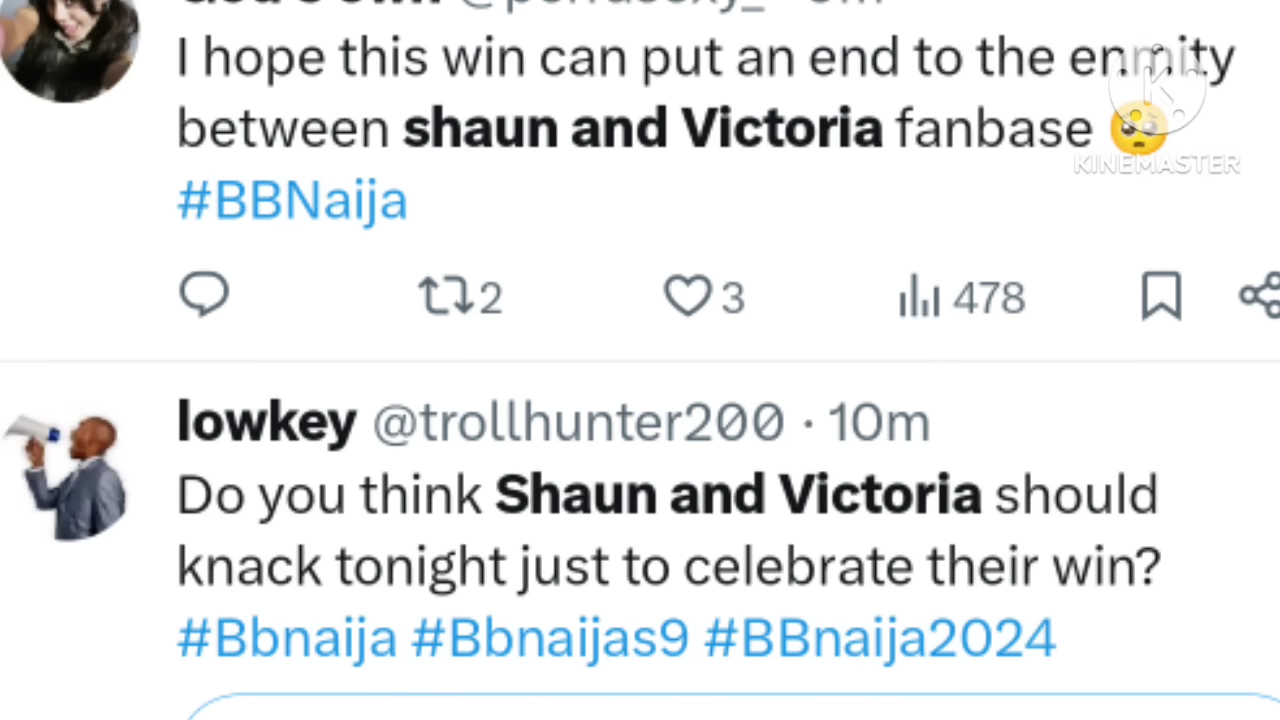 I hope this win can put an end to the enmity
between shaun and Victoria fanbase 🥺
#BBNaija
2 3 478
lowkey @trollhunter200 · 10m
Do you think Shaun and Victoria should
knack tonight just to celebrate their win?
#Bbnaija #Bbnaijas9 #BBnaija2024
K
KINEMASTER